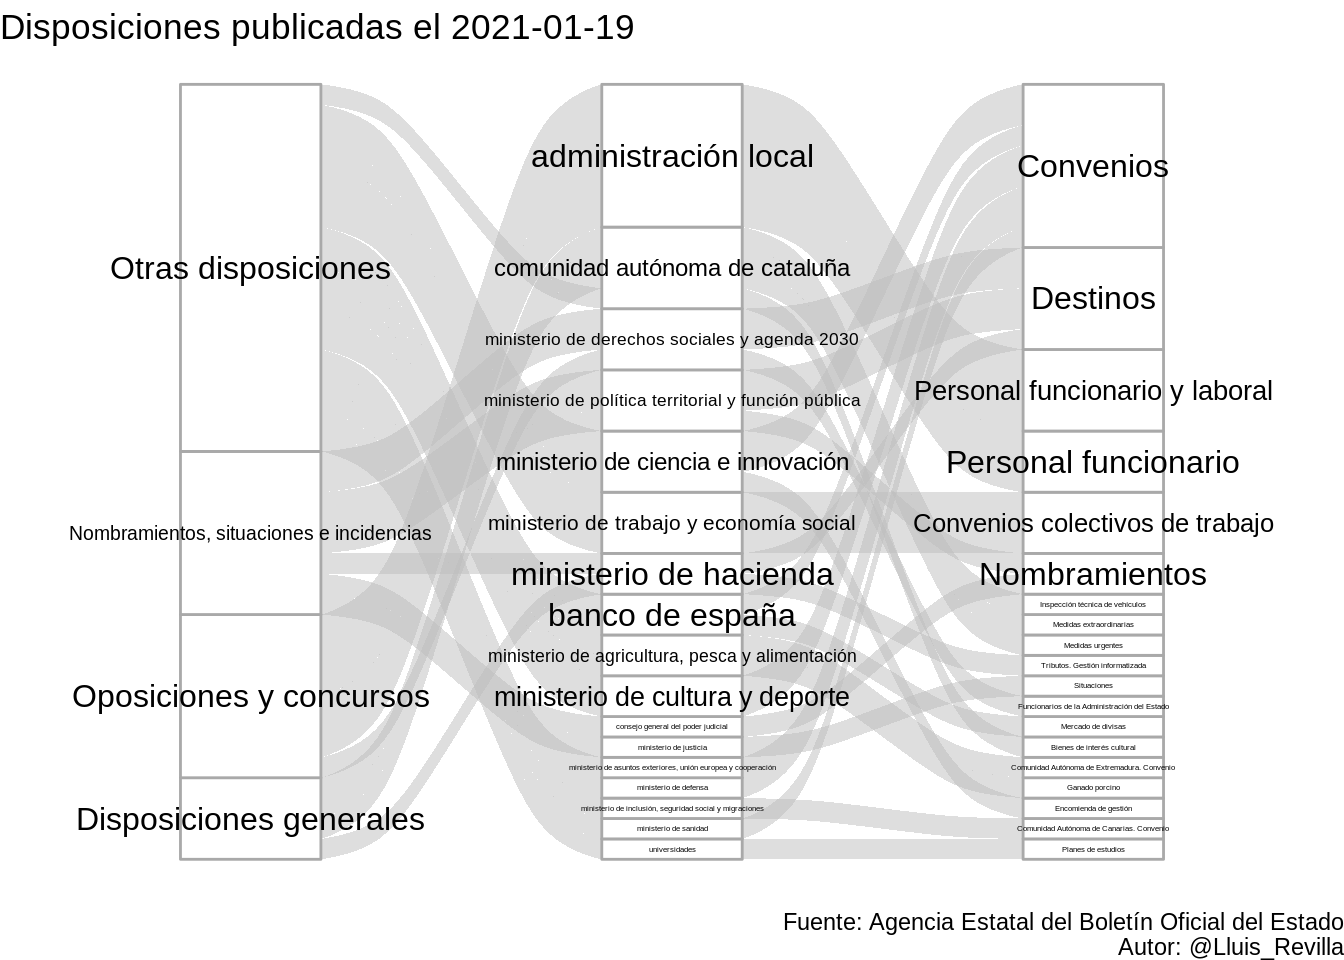 Disposiciones publicadas el 2021-01-19
Otras disposiciones
Nombramientos, situaciones e incidencias
Oposiciones y concursos
Disposiciones generales
administración local
comunidad autónoma de cataluña
ministerio de derechos sociales y agenda 2030
ministerio de política territorial y función pública
ministerio de ciencia e innovación
ministerio de trabajo y economía social
ministerio de hacienda
banco de españa
ministerio de agricultura, pesca y alimentación
ministerio de cultura y deporte
consejo general del poder judicial
ministerio de justicia
ministerio de asuntos exteriores, unión europea y cooperación
ministerio de defensa
ministerio de inclusión, seguridad social y migraciones
ministerio de sanidad
universidades
Convenios
Destinos
Personal funcionario y laboral
Personal funcionario
Convenios colectivos de trabajo
Nombramientos
Inspección técnica de vehículos
Medidas extraordinarias
Medidas urgentes
Tributos. Gestión informatizada
Situaciones
Funcionarios de la Administración del Estado
Mercado de divisas
Bienes de interés cultural
Comunidad Autónoma de Extremadura. Convenio
Ganado porcino
Encomienda de gestión
Comunidad Autónoma de Canarias. Convenio
Planes de estudios
Fuente: Agencia Estatal del Boletín Oficial del Estado
Autor: @Lluis_Revilla